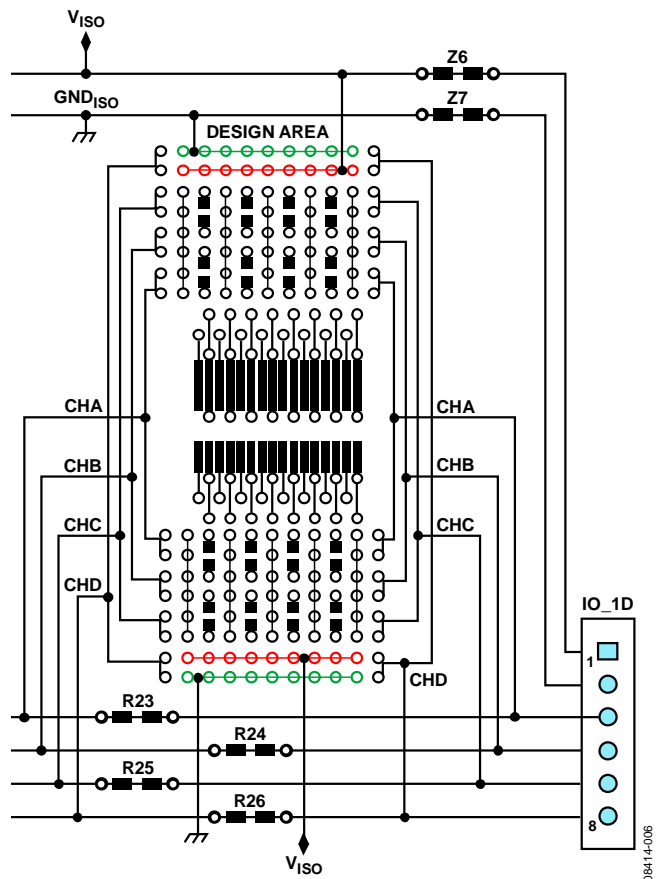 VISO
Z6
GNDISO
Z7
DESIGN AREA
CHA
CHA
CHB
CHB
CHC
CHC
CHD
IO_1D
1
CHD
R23
R24
R25
R26
8
VISO
08414-006